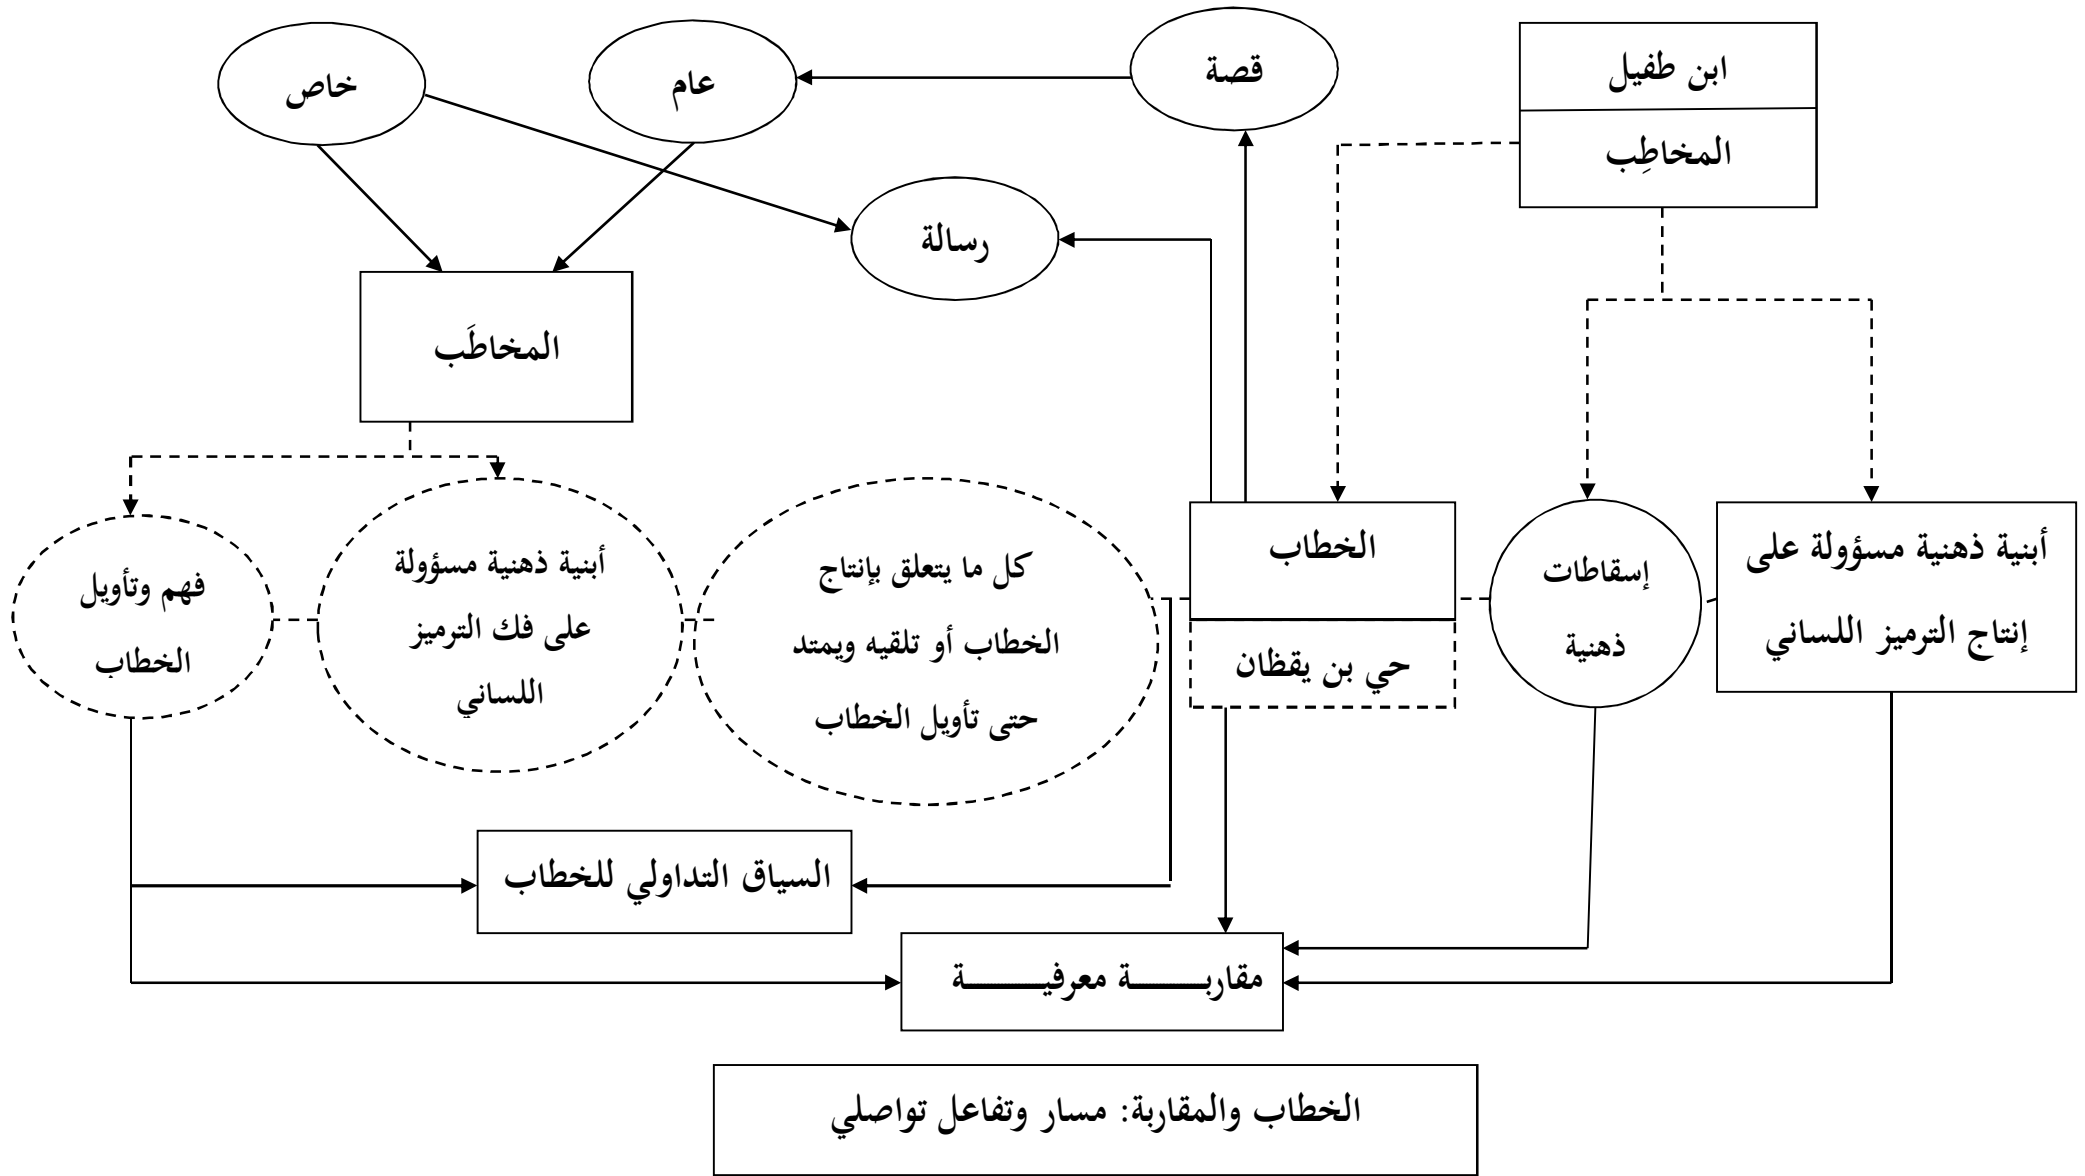 ابن طفيل
المخاطِب
قصة
عام
خاص
رسالة
المخاطَب
أبنية ذهنية مسؤولة على
إنتاج الترميز اللساني
إسقاطات
ذهنية
الخطاب
حي بن يقظان
كل ما يتعلق بإنتاج
الخطاب أو تلقيه ويمتد
حتى تأويل الخطاب
أبنية ذهنية مسؤولة
على فك الترميز
اللساني
فهم وتأويل
الخطاب
السياق التداولي للخطاب
مقاربـــــــة معرفيـــــــة
الخطاب والمقاربة: مسار وتفاعل تواصلي